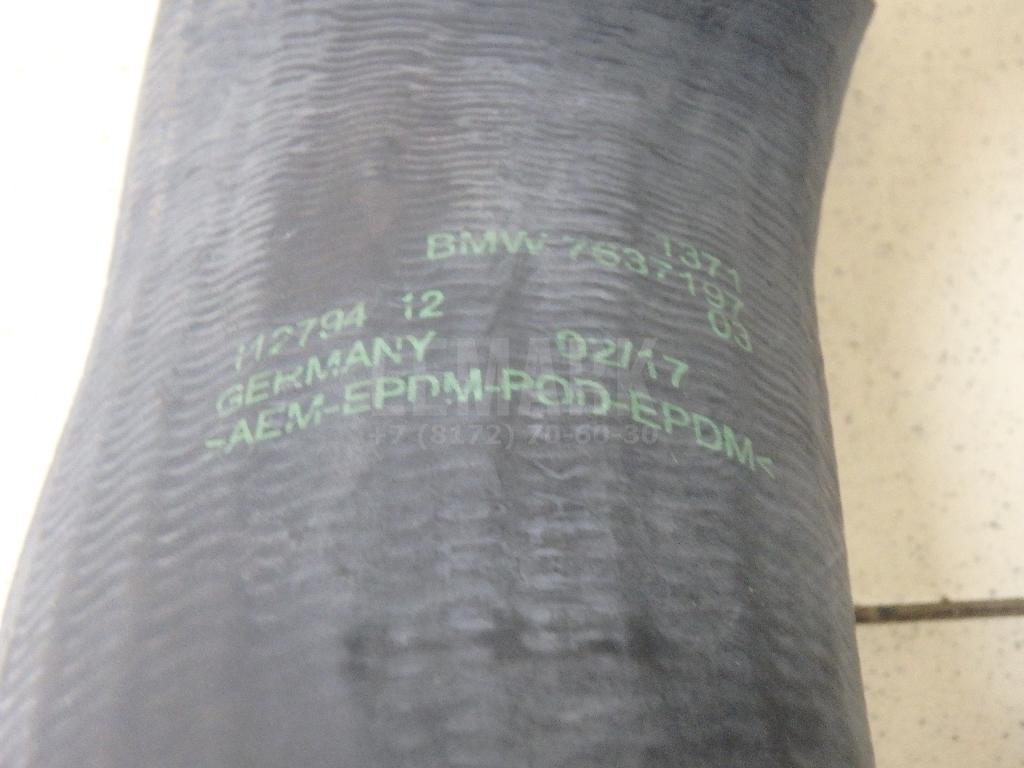 1371
BMW 7637197
03
112794 12
GERMANY 02/17
-AEM-EPDM-POD-EPDM<
+7 (8172) 70-60-30